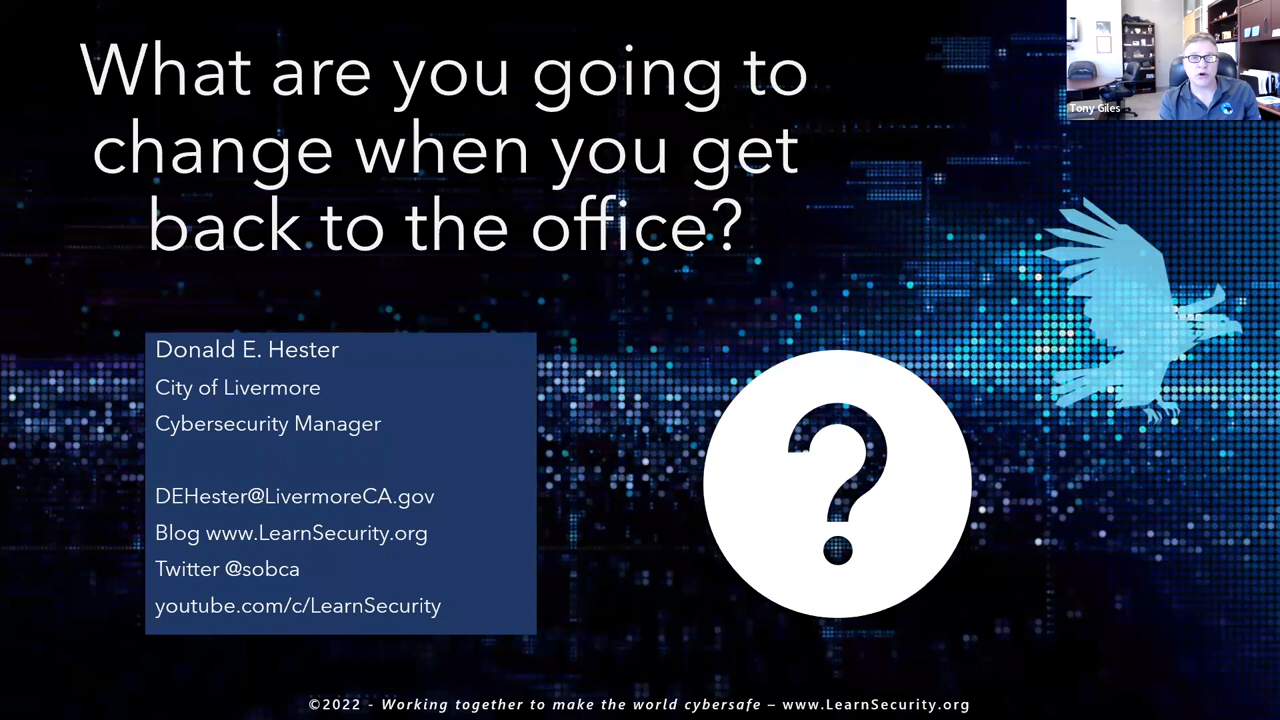 What are you going to
change when you get
back to the office?
Tony Giles
Donald E. Hester
City of Livermore
Cybersecurity Manager
DEHester@LivermoreCA.gov
Blog www.LearnSecurity.org
Twitter @sobca
youtube.com/c/LearnSecurity
?
©2022 - Working together to make the world cybersafe – www.LearnSecurity.org